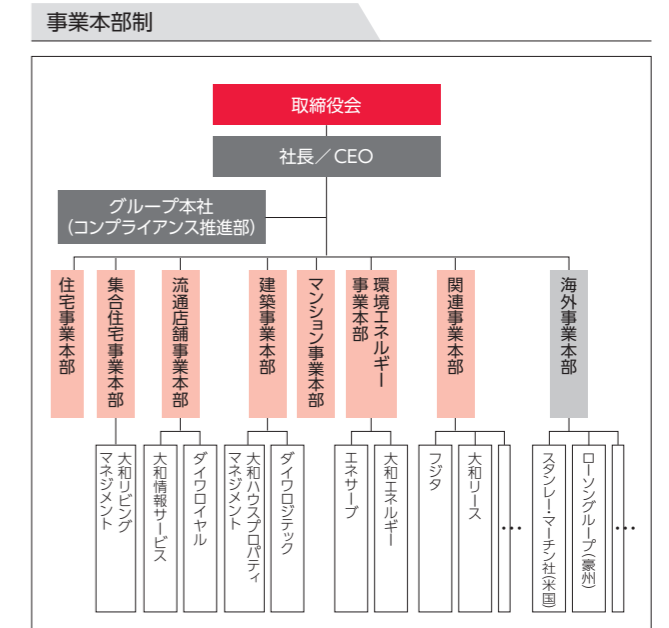 事業本部制
取締役会
社長／CEO
グループ本社
（コンプライアンス推進部）
住宅事業本部
集合住宅事業本部
流通店舗事業本部
建築事業本部
マンション事業本部
環境エネルギー
事業本部
関連事業本部
海外事業本部
大和リビング
マネジメント
大和情報サービス
ダイワロイヤル
大和ハウスプロパティ
マネジメント
ダイワロジテック
エネサーブ
大和エネルギー
フジタ
大和リース
…
スタンレー・マーチン社（米国）
ローソングループ（豪州）
…